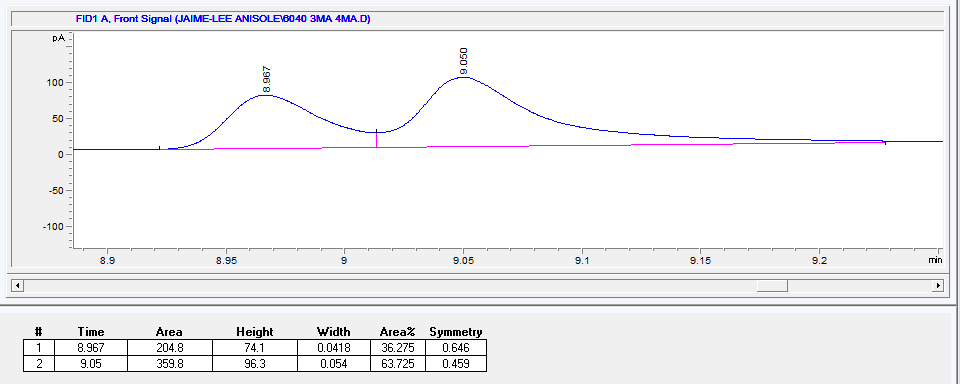 FID1 A, Front Signal (JAIME-LEE ANISOLE\6040 3MA 4MA.D)
pA
100
50
0
-50
-100
8.967
9.050
8.9 8.95 9 9.05 9.1 9.15 9.2 min
# Time Area Height Width Area% Symmetry
1 8.967 204.8 74.1 0.0418 36.275 0.646
2 9.05 359.8 96.3 0.054 63.725 0.459